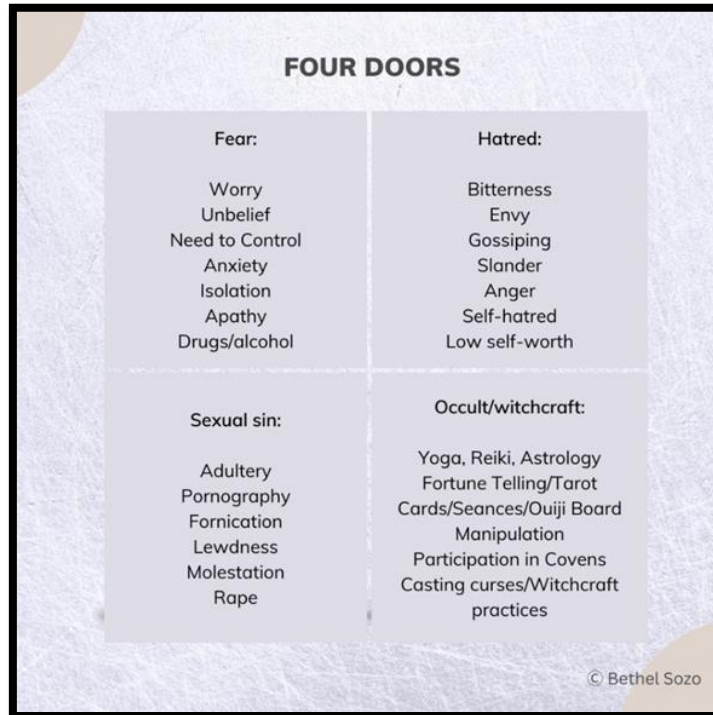 FOUR DOORS
Fear:
Worry
Unbelief
Need to Control
Anxiety
Isolation
Apathy
Drugs/alcohol
Hatred:
Bitterness
Envy
Gossiping
Slander
Anger
Self-hatred
Low self-worth
Sexual sin:
Adultery
Pornography
Fornication
Lewdness
Molestation
Rape
Occult/witchcraft:
Yoga, Reiki, Astrology
Fortune Telling/Tarot
Cards/Seances/Ouiji Board
Manipulation
Participation in Covens
Casting curses/Witchcraft
practices
© Bethel Sozo